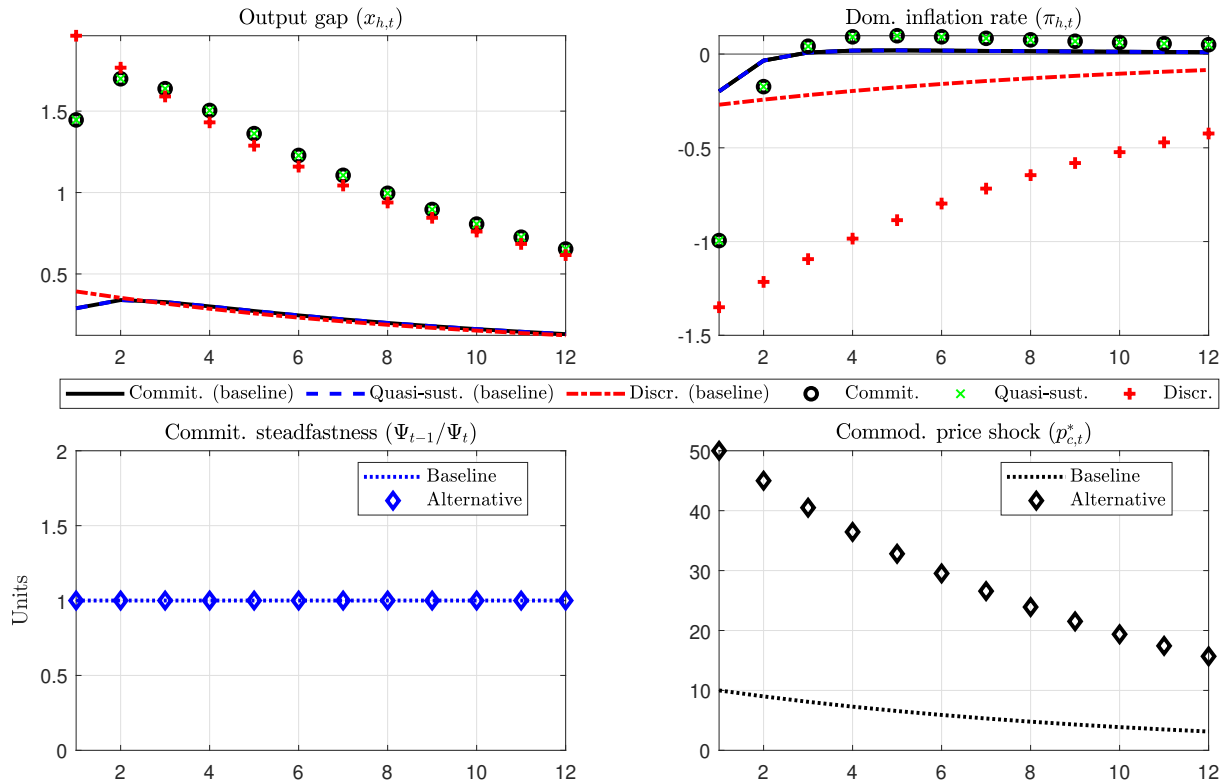 Output gap (x_{h,t})
1.5
1
0.5
2 4 6 8 10 12
Dom. inflation rate (π_{h,t})
0
-0.5
-1
-1.5
2 4 6 8 10 12
Commit. (baseline) Quasi-sust. (baseline) Discr. (baseline) Commit. Quasi-sust. Discr.
Commit. steadfastness (Ψ_{t−1}/Ψ_t)
Units
2
1.5
1
0.5
0
2 4 6 8 10 12
Baseline
Alternative
Commod. price shock (p^*_{c,t})
50
40
30
20
10
0
2 4 6 8 10 12
Baseline
Alternative